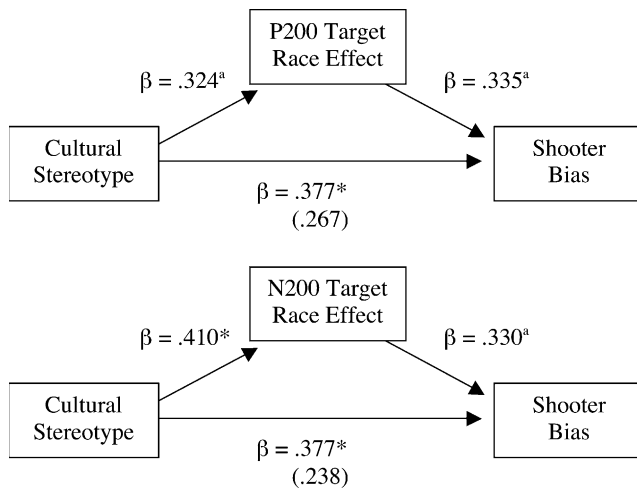 P200 Target
Race Effect
β = .324ᵃ
β = .335ᵃ
Cultural
Stereotype
Shooter
Bias
β = .377*
(.267)
N200 Target
Race Effect
β = .410*
β = .330ᵃ
Cultural
Stereotype
Shooter
Bias
β = .377*
(.238)